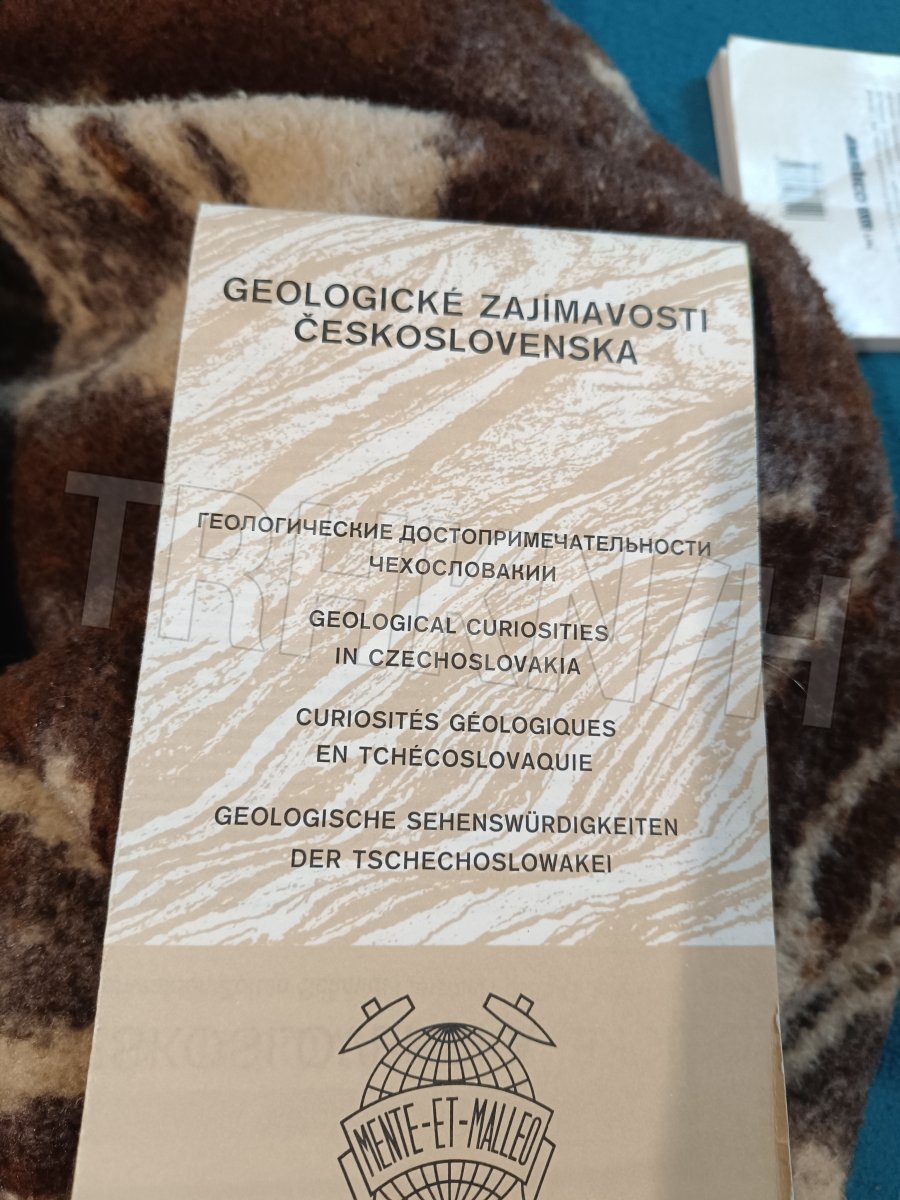 GEOLOGICKÉ ZAJÍMAVOSTI
ČESKOSLOVENSKA
ГЕОЛОГИЧЕСКИЕ ДОСТОПРИМЕЧАТЕЛЬНОСТИ
ЧЕХОСЛОВАКИИ
GEOLOGICAL CURIOSITIES
IN CZECHOSLOVAKIA
CURIOSITÉS GÉOLOGIQUES
EN TCHÉCOSLOVAQUIE
GEOLOGISCHE SEHENSWÜRDIGKEITEN
DER TSCHECHOSLOWAKEI
MENTE-ET-MALLEO
TRHKNIH